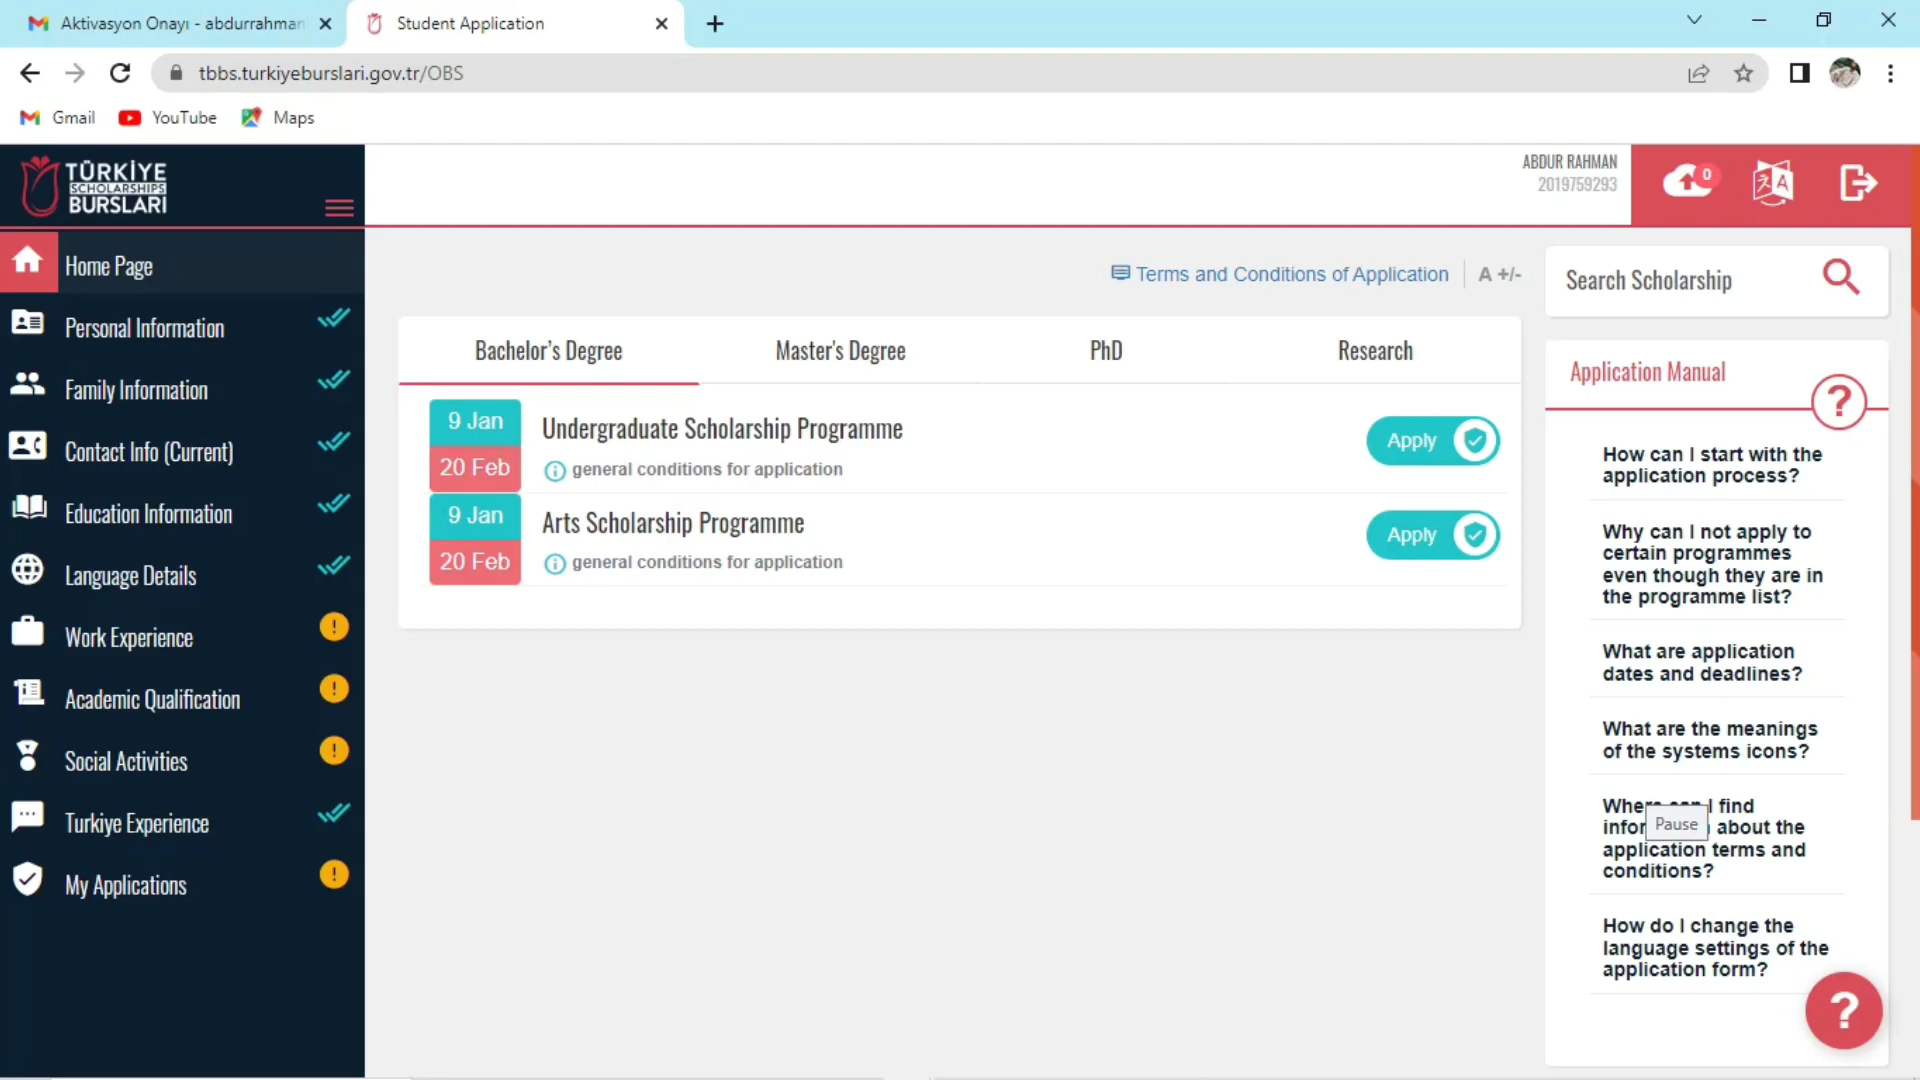 Aktivasyon Onayı - abdurrahman
Student Application
tbbs.turkiyeburslari.gov.tr/OBS
Gmail
YouTube
Maps
TÜRKİYE
SCHOLARSHIPS
BURSLARI
ABDUR RAHMAN
2019759293
0
Home Page
Personal Information
Family Information
Contact Info (Current)
Education Information
Language Details
Work Experience
Academic Qualification
Social Activities
Turkiye Experience
My Applications
Terms and Conditions of Application
A +/-
Bachelor's Degree
Master's Degree
PhD
Research
9 Jan
20 Feb
Undergraduate Scholarship Programme
general conditions for application
Apply
9 Jan
20 Feb
Arts Scholarship Programme
general conditions for application
Apply
Search Scholarship
Application Manual
?
How can I start with the
application process?
Why can I not apply to
certain programmes
even though they are in
the programme list?
What are application
dates and deadlines?
What are the meanings
of the systems icons?
Where can I find
about the
application terms and
conditions?
Pause
How do I change the
language settings of the
application form?
?